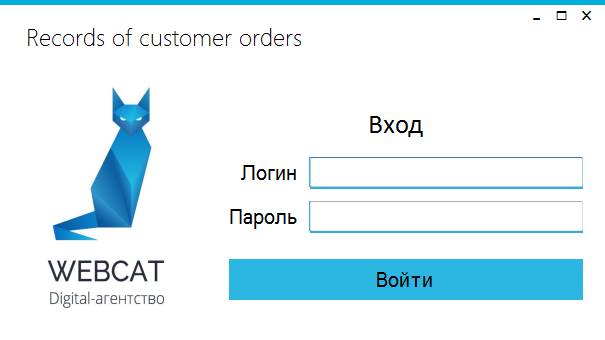 Records of customer orders
Вход
Логин
Пароль
Войти
WEBCAT
Digital-агентство